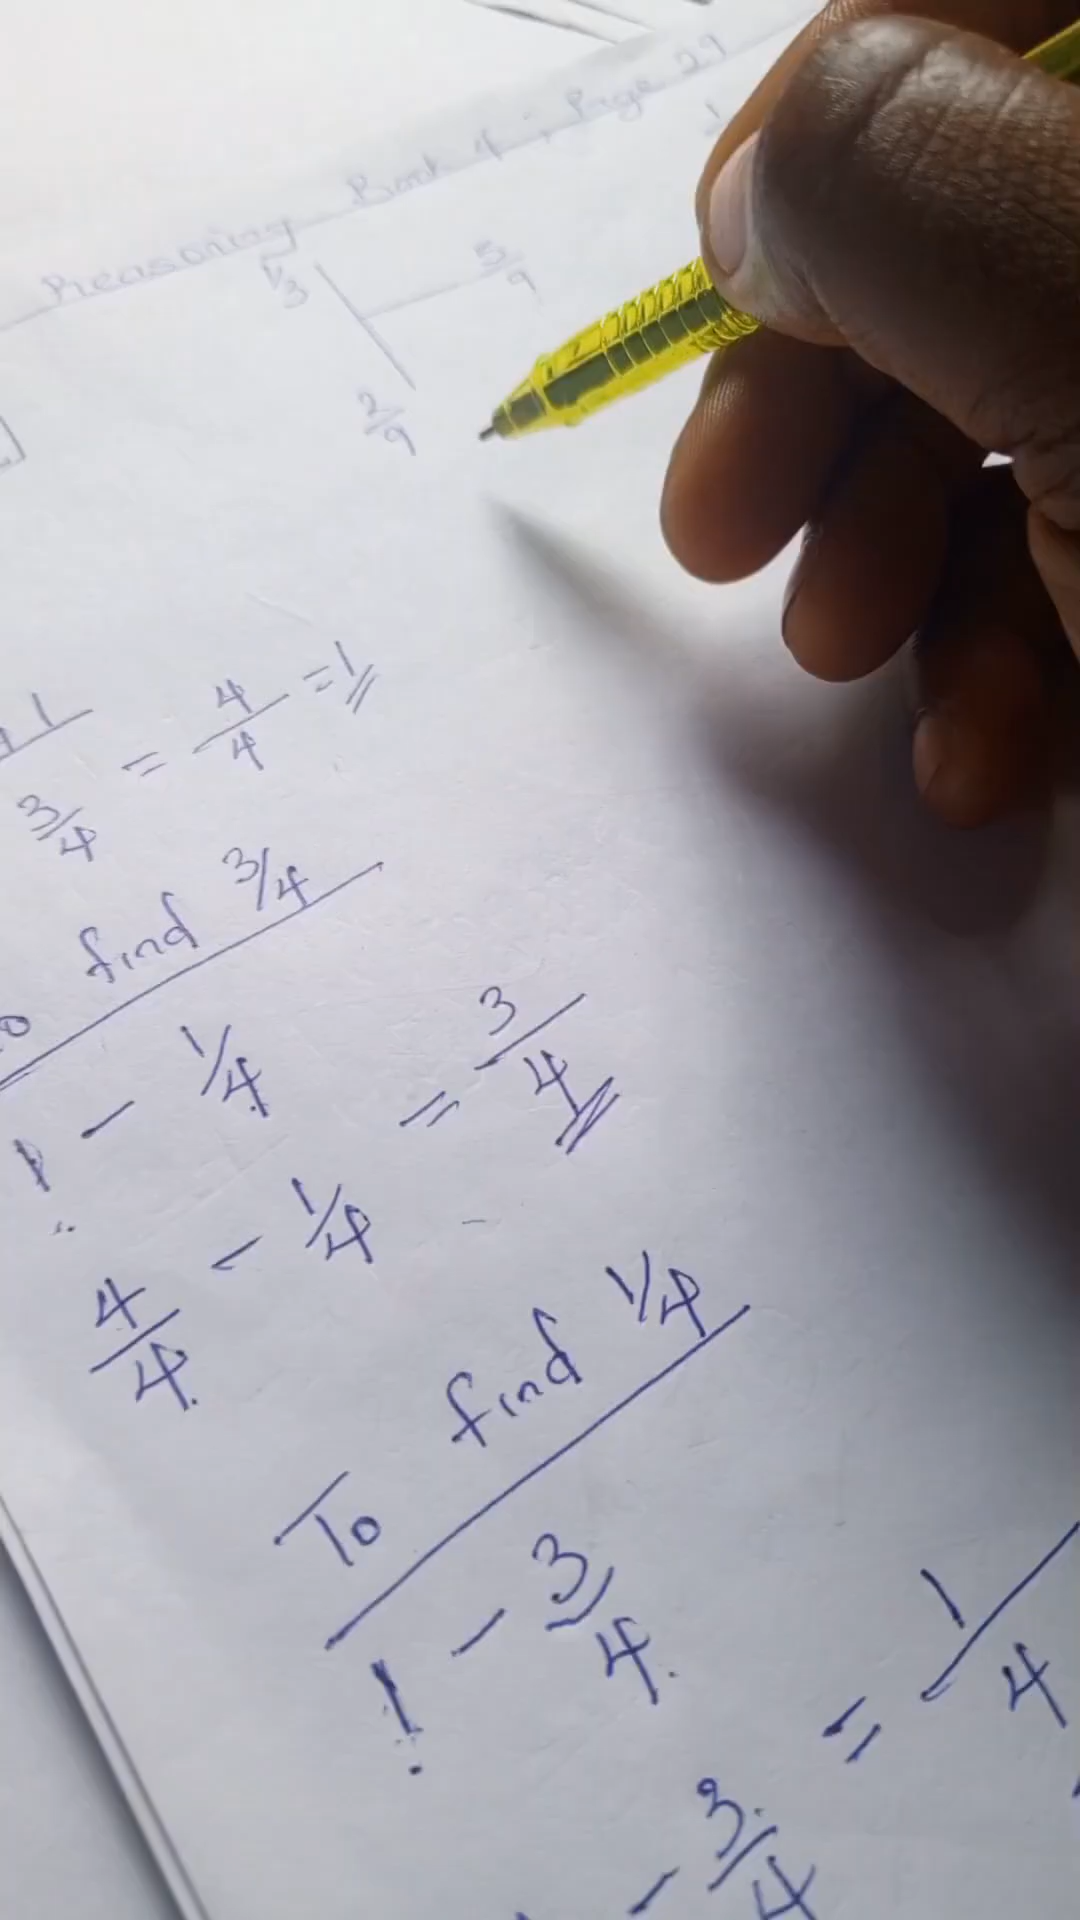 Reasoning Book 4, Page 29
1/3 5/9
2/9
3/4 = 4/4 = 1
find 3/4
1 - 1/4 = 3/4
4/4 - 1/4
To find 1/4
1 - 3/4 = 1/4
- 3/4